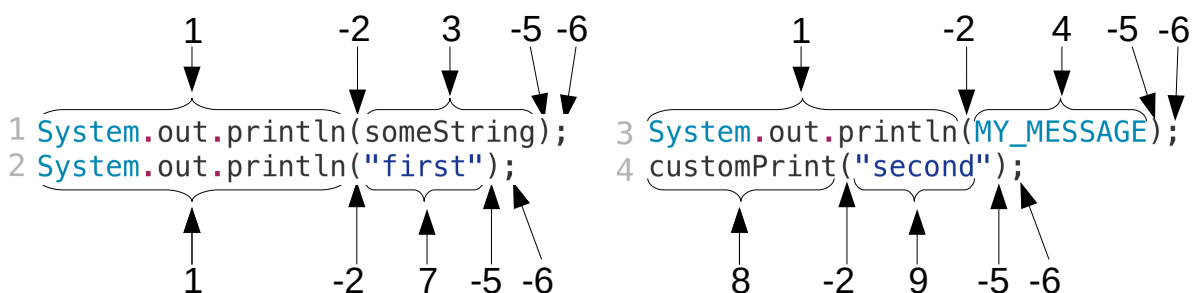 1 -2 3 -5 -6
1 System.out.println(someString);
2 System.out.println("first");
1 -2 7 -5 -6
1 -2 4 -5 -6
3 System.out.println(MY_MESSAGE);
4 customPrint("second");
8 -2 9 -5 -6